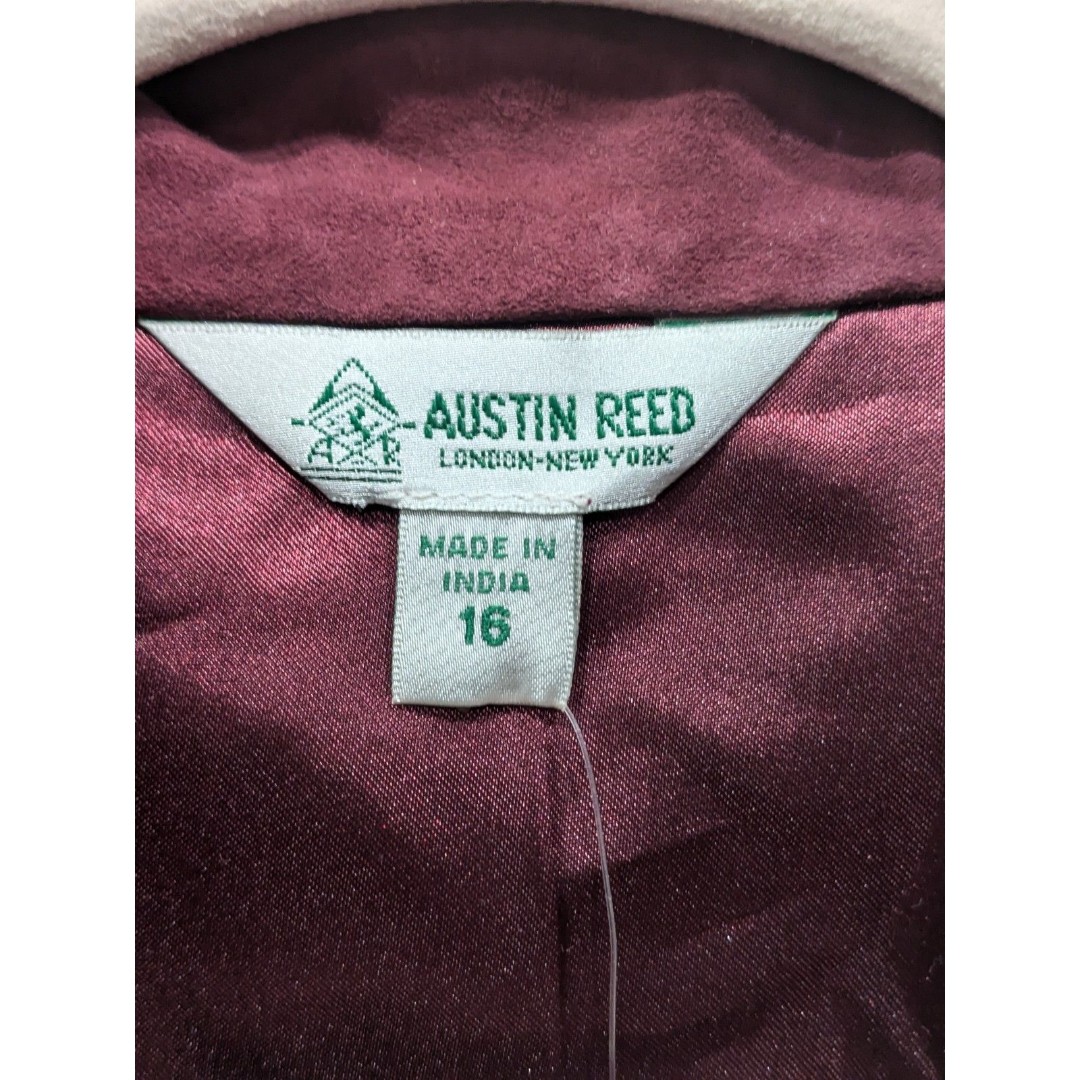 A R
AUSTIN REED
LONDON-NEW YORK
MADE IN
INDIA
16